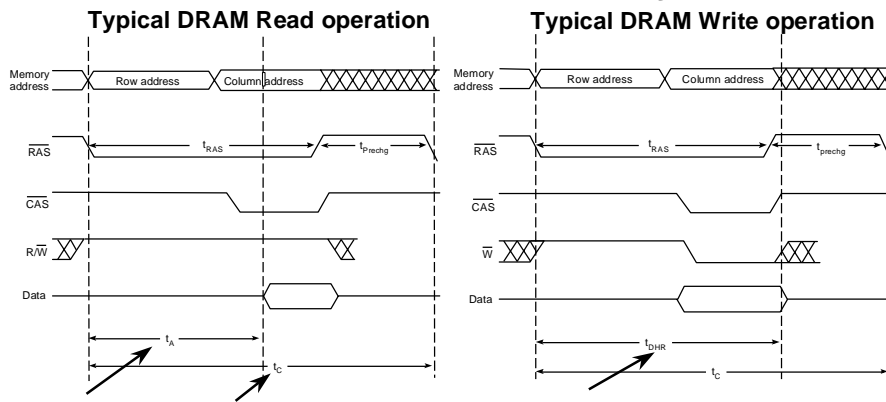 Typical DRAM Read operation
Memory address
Row address
Column address
RAS
tRAS
tPrechg
CAS
R/W
Data
tA
tC
Typical DRAM Write operation
Memory address
Row address
Column address
RAS
tRAS
tprechg
CAS
W
Data
tDHR
tC